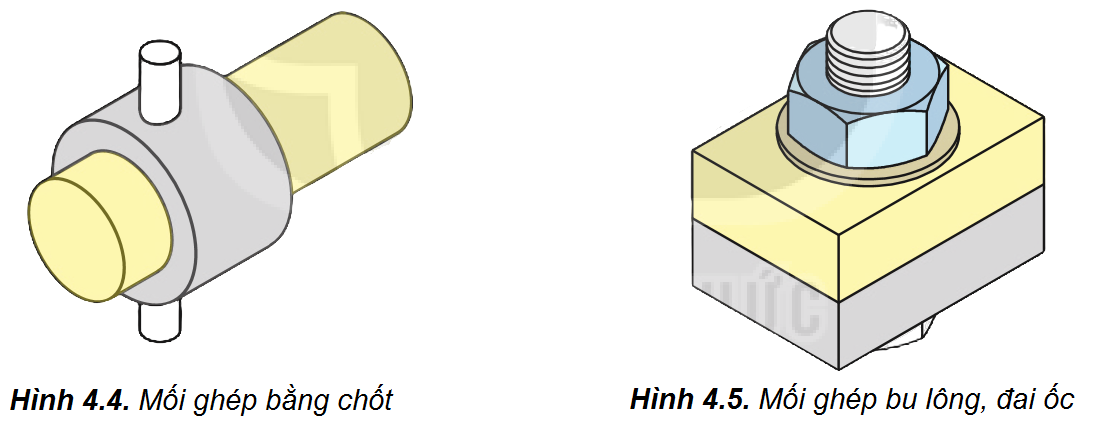 Hình 4.4. Mối ghép bằng chốt
Hình 4.5. Mối ghép bu lông, đai ốc